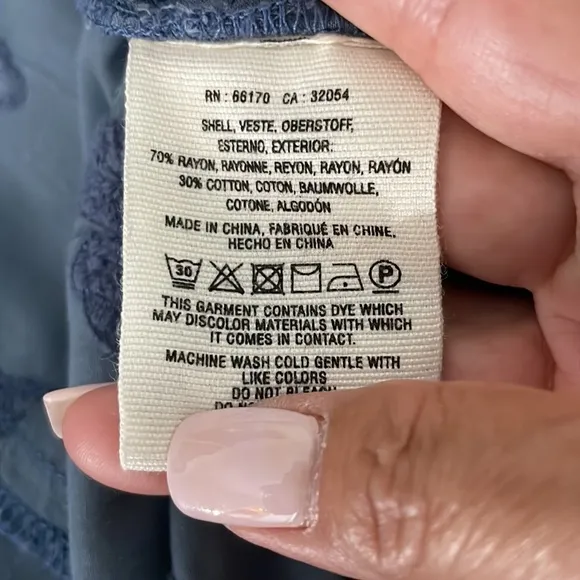 RN : 66170 CA : 32054
SHELL, VESTE, OBERSTOFF,
ESTERNO, EXTERIOR:
70% RAYON, RAYONNE, REYON, RAYON, RAYÓN
30% COTTON, COTON, BAUMWOLLE,
COTONE, ALGODÓN
MADE IN CHINA, FABRIQUÉ EN CHINE,
HECHO EN CHINA
30 P
THIS GARMENT CONTAINS DYE WHICH
MAY DISCOLOR MATERIALS WITH WHICH
IT COMES IN CONTACT.
MACHINE WASH COLD GENTLE WITH
LIKE COLORS
DO NOT BLEACH
DO